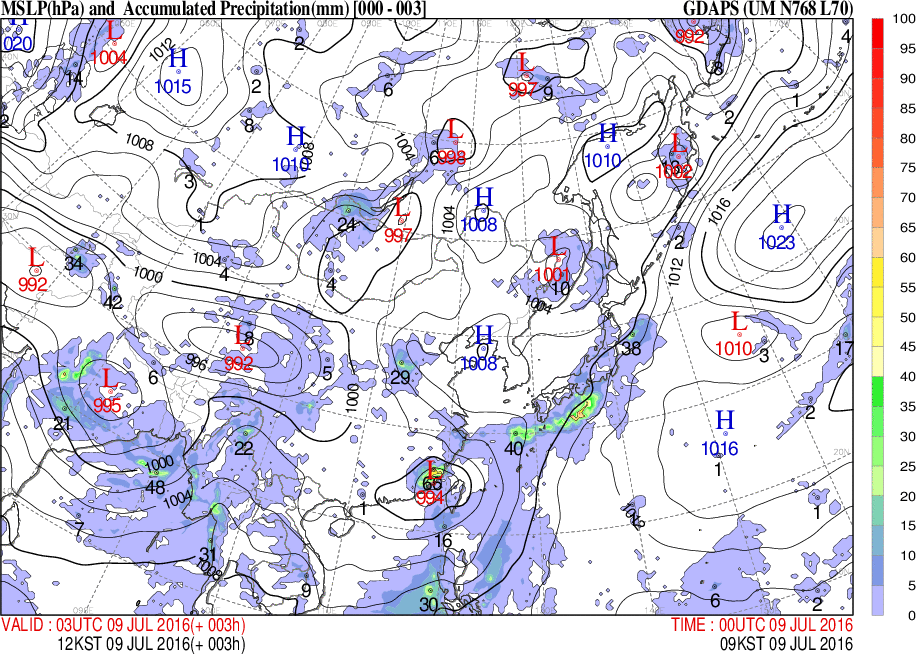 MSLP(hPa) and Accumulated Precipitation(mm) [000 - 003] GDAPS (UM N768 L70)
H L 1012 H 2 L 992 4 100
020 1004 1015 14 2 6 997 9 8 1 95
2 8 2 90
1008 H 1010 L 998 6 1004 H 1010 L 1002 85
3 80
1 24 L 997 1004 H 1008 1016 H 1023 75
L 992 34 1004 4 1000 4 L 1001 10 1004 2 1012 70
42 65
L 992 8 996 H 1008 38 L 1010 3 17 60
L 995 6 5 29 1000 55
21 22 40 H 1016 2 50
1000 48 1004 L 994 66 1 1 45
7 31 1008 16 1 40
9 30 6 2 35
30
25
20
15
10
5
0
VALID : 03UTC 09 JUL 2016(+ 003h) TIME : 00UTC 09 JUL 2016
12KST 09 JUL 2016(+ 003h) 09KST 09 JUL 2016